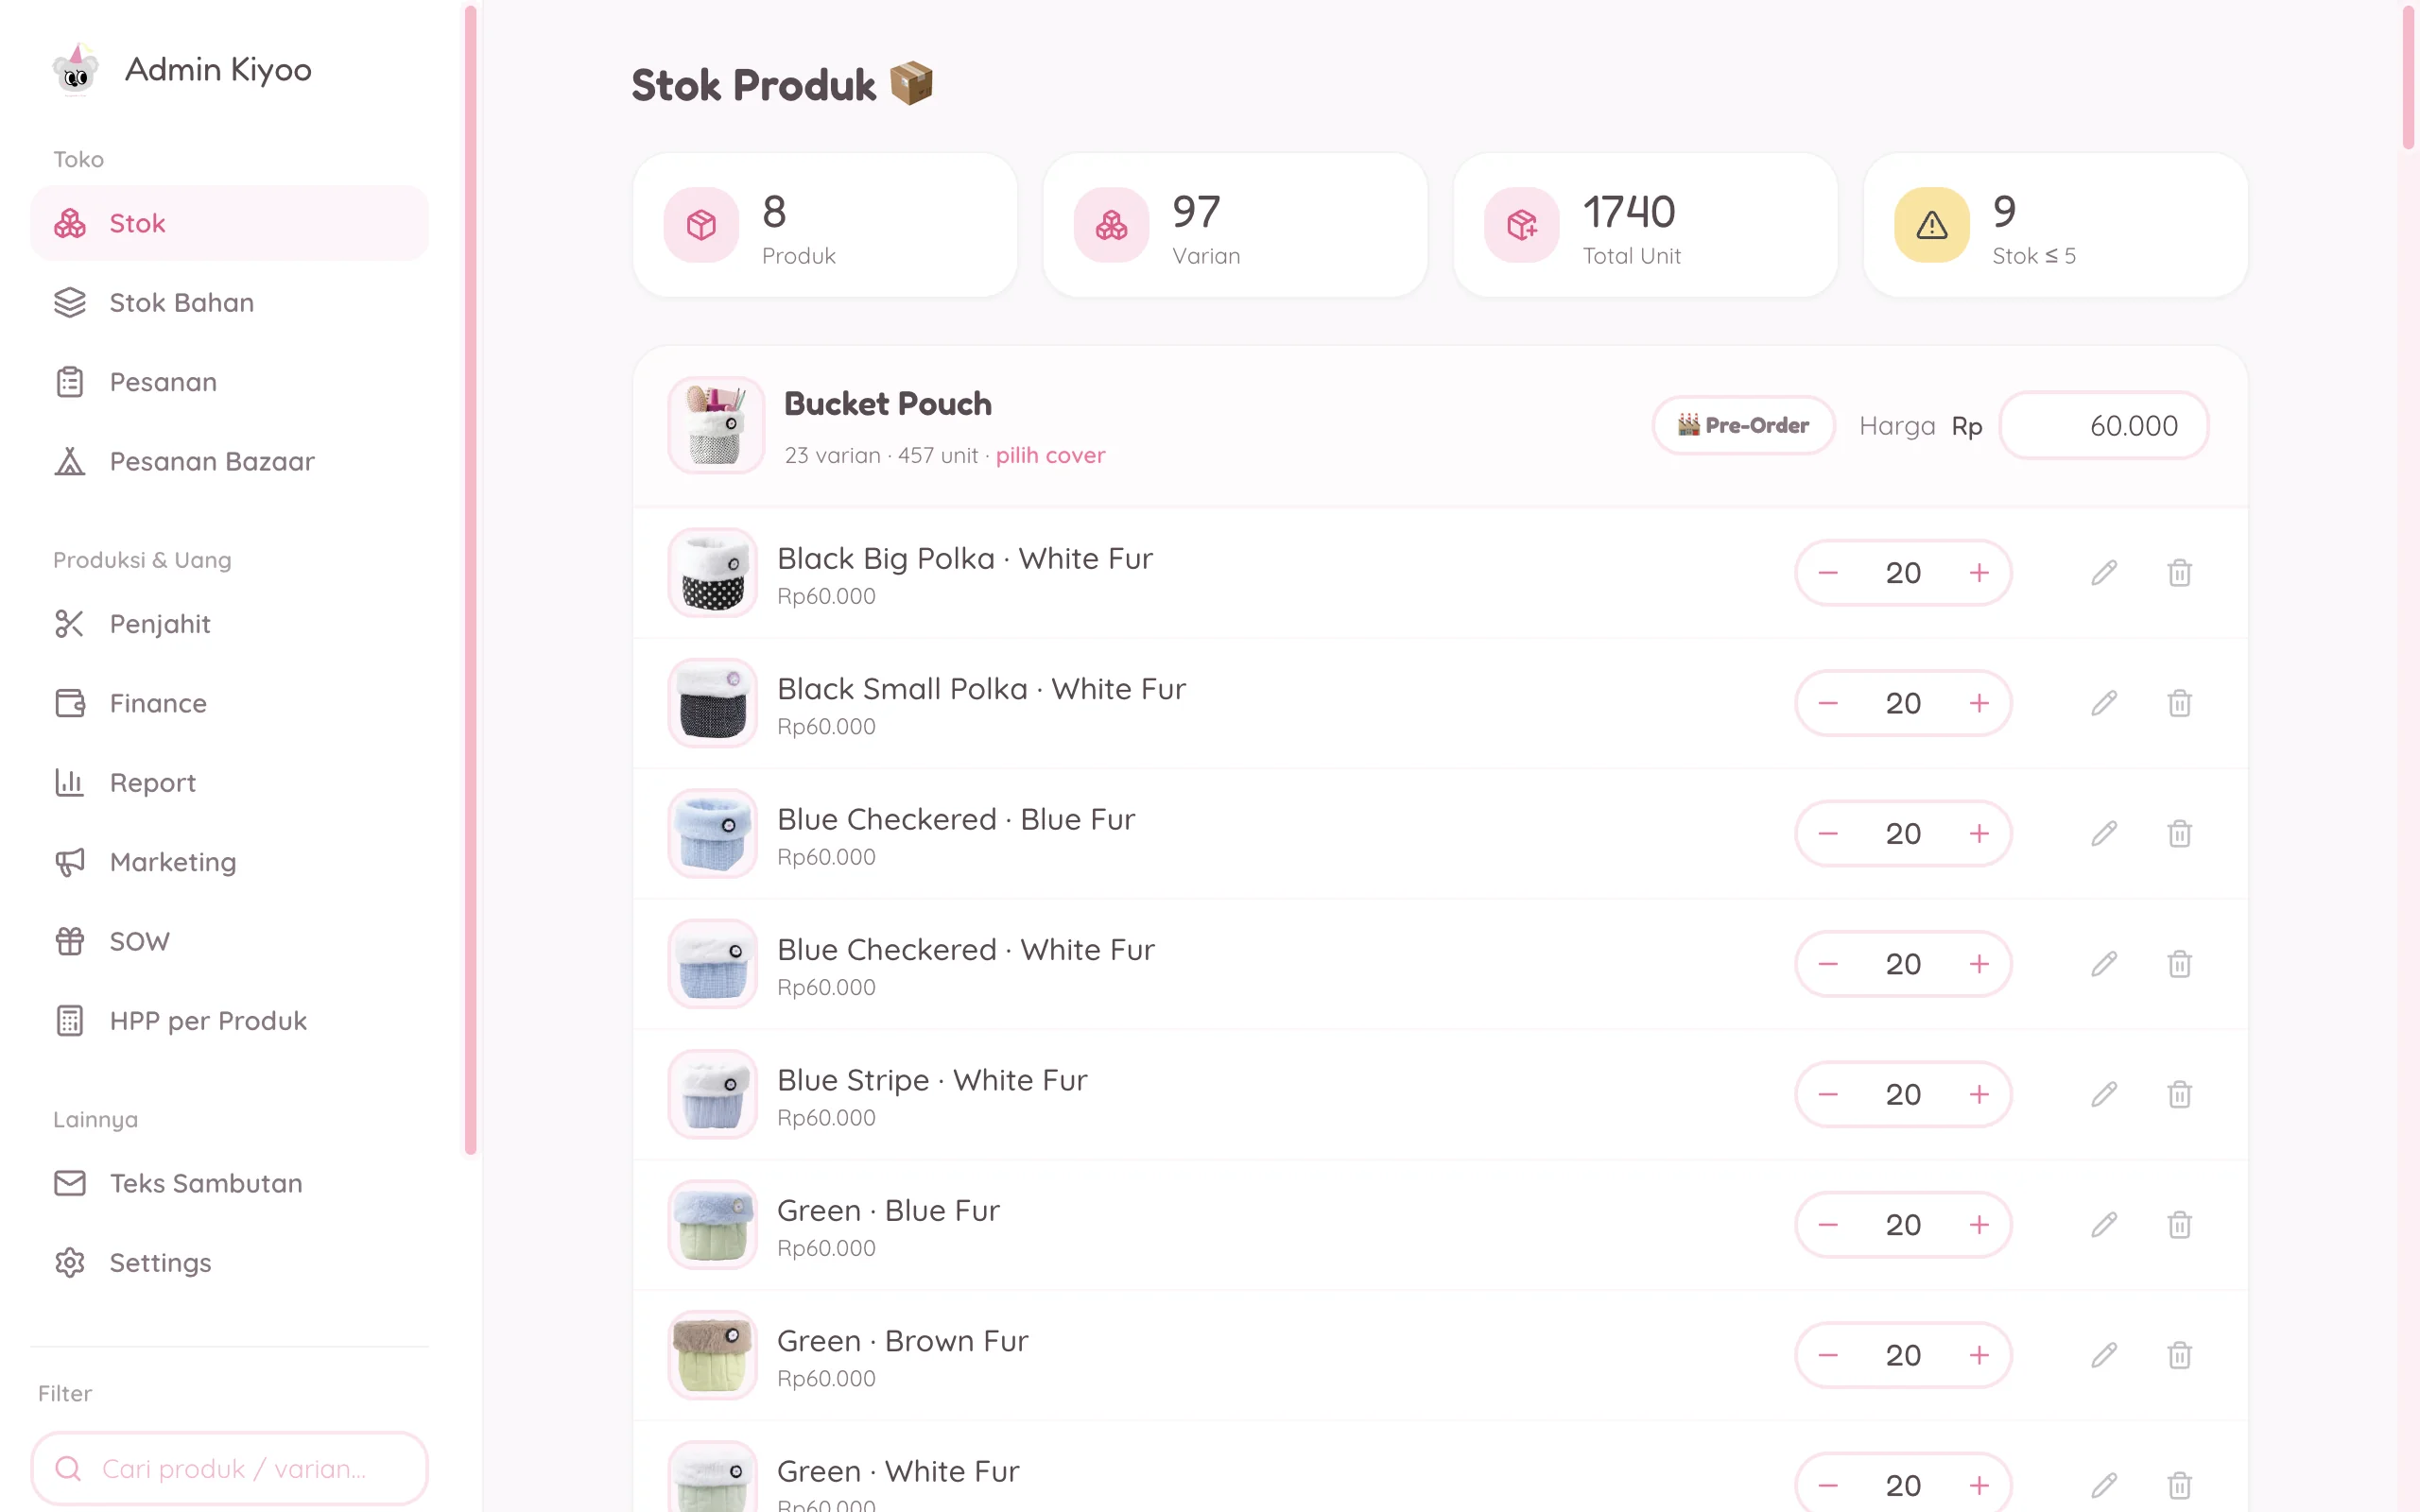 Admin Kiyoo
Toko
Stok
Stok Bahan
Pesanan
Pesanan Bazaar
Produksi & Uang
Penjahit
Finance
Report
Marketing
SOW
HPP per Produk
Lainnya
Teks Sambutan
Settings
Filter
Cari produk / varian...
Stok Produk 📦
8
Produk
97
Varian
1740
Total Unit
9
Stok ≤ 5
Bucket Pouch
23 varian · 457 unit · pilih cover
🏭 Pre-Order
Harga Rp 60.000
Black Big Polka · White Fur
Rp60.000
− 20 +
Black Small Polka · White Fur
Rp60.000
− 20 +
Blue Checkered · Blue Fur
Rp60.000
− 20 +
Blue Checkered · White Fur
Rp60.000
− 20 +
Blue Stripe · White Fur
Rp60.000
− 20 +
Green · Blue Fur
Rp60.000
− 20 +
Green · Brown Fur
Rp60.000
− 20 +
Green · White Fur
Rp60.000
− 20 +